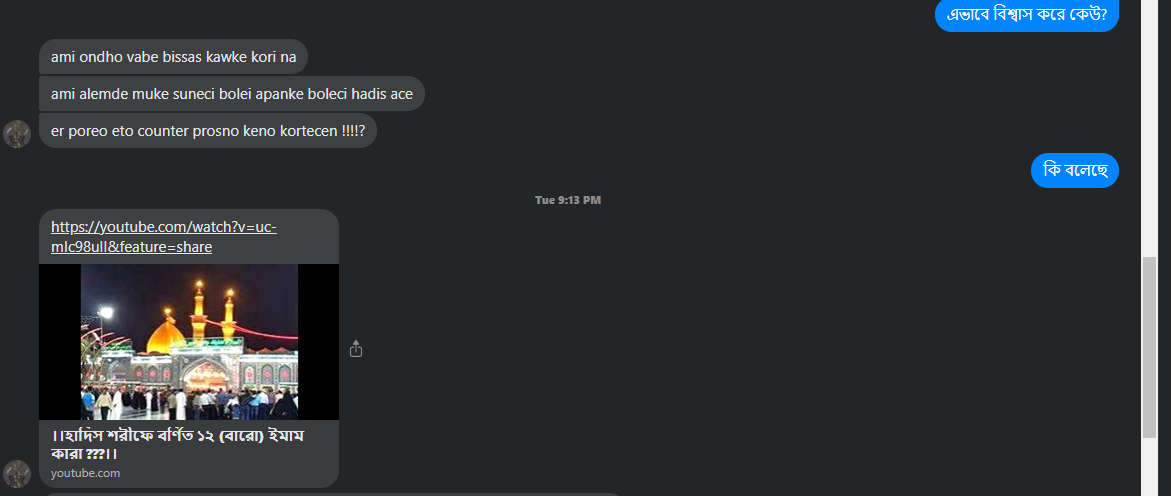 এভাবে বিশ্বাস করে কেউ?
ami ondho vabe bissas kawke kori na
ami alemde muke suneci bolei apanke boleci hadis ace
er poreo eto counter prosno keno kortecen !!!!?
কি বলেছে
Tue 9:13 PM
https://youtube.com/watch?v=uc-
mlc98ull&feature=share
।।হাদিস শরীফে বর্ণিত ১২ (বারো) ইমাম
কারা ???।।
youtube.com